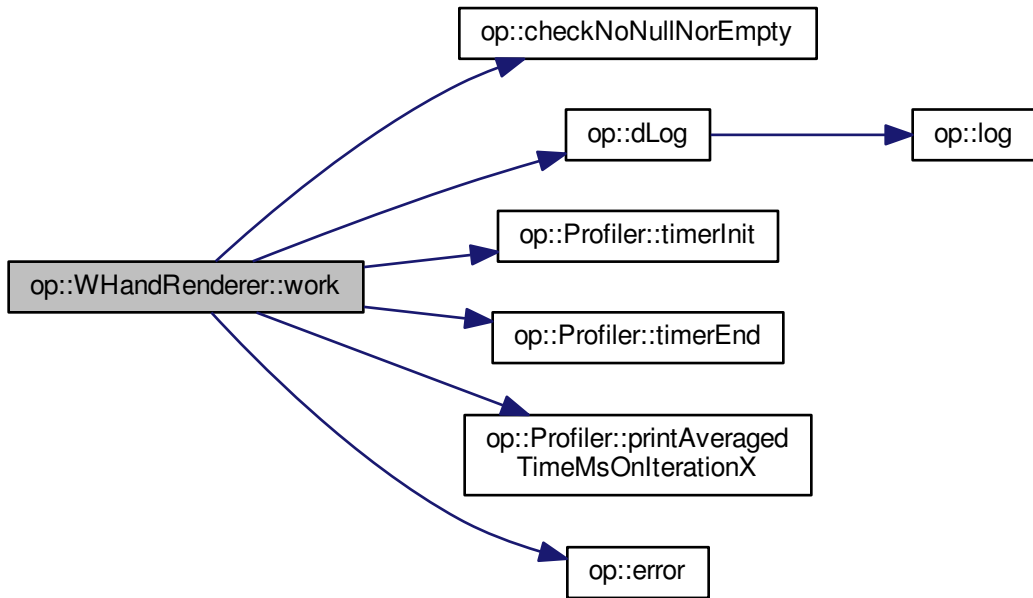 op::checkNoNullNorEmpty
op::dLog
op::log
op::Profiler::timerInit
op::WHandRenderer::work
op::Profiler::timerEnd
op::Profiler::printAveraged
TimeMsOnIterationX
op::error